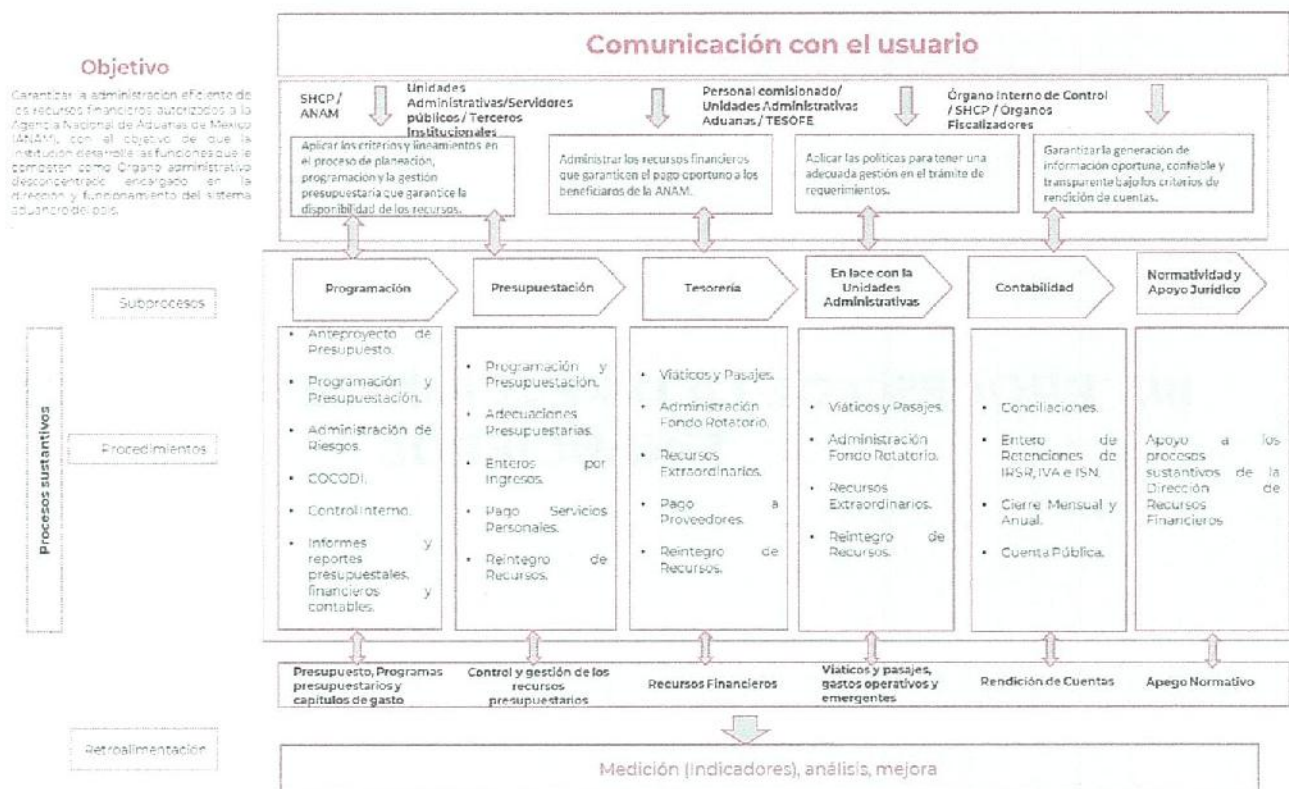 Comunicación con el usuario
Objetivo
Garantizar la administración eficiente de
los recursos financieros autorizados a la
Agencia Nacional de Aduanas de México
(ANAM), con el objetivo de que la
institución desarrolle las funciones que le
competen como Órgano administrativo
desconcentrado encargado en la
dirección y funcionamiento del sistema
aduanero del país.
SHCP /
ANAM
Unidades
Administrativas/Servidores
públicos / Terceros
Institucionales
Personal comisionado/
Unidades Administrativas
Aduanas / TESOFE
Órgano Interno de Control
/ SHCP / Órganos
Fiscalizadores
Aplicar los criterios y lineamientos en
el proceso de planeación,
programación y la gestión
presupuestaria que garantice la
disponibilidad de los recursos.
Administrar los recursos financieros
que garanticen el pago oportuno a los
beneficiaros de la ANAM.
Aplicar las políticas para tener una
adecuada gestión en el trámite de
requerimientos.
Garantizar la generación de
información oportuna, confiable y
transparente bajo los criterios de
rendición de cuentas.
Subprocesos
Programación
Presupuestación
Tesorería
En lace con la
Unidades
Administrativas
Contabilidad
Normatividad y
Apoyo Jurídico
Procesos sustantivos
Procedimientos
• Anteproyecto de
Presupuesto.
• Programación y
Presupuestación.
• Administración de
Riesgos.
• COCODI.
• Control Interno.
• Informes y
reportes
presupuestales,
financieros y
contables.
• Programación y
Presupuestación.
• Adecuaciones
Presupuestarias.
• Enteros por
Ingresos.
• Pago Servicios
Personales.
• Reintegro de
Recursos.
• Viáticos y Pasajes.
• Administración
Fondo Rotatorio.
• Recursos
Extraordinarios.
• Pago a
Proveedores.
• Reintegro de
Recursos.
• Viáticos y Pasajes.
• Administración
Fondo Rotatorio.
• Recursos
Extraordinarios.
• Reintegro de
Recursos.
• Conciliaciones.
• Entero de
Retenciones de
IRSR, IVA e ISN.
• Cierre Mensual y
Anual.
• Cuenta Pública.
Apoyo a los
procesos
sustantivos de la
Dirección de
Recursos
Financieros
Presupuesto, Programas
presupuestarios y
capítulos de gasto
Control y gestión de los
recursos
presupuestarios
Recursos Financieros
Viaticos y pasajes,
gastos operativos y
emergentes
Rendición de Cuentas
Apego Normativo
Retroalimentación
Medición (Indicadores), análisis, mejora